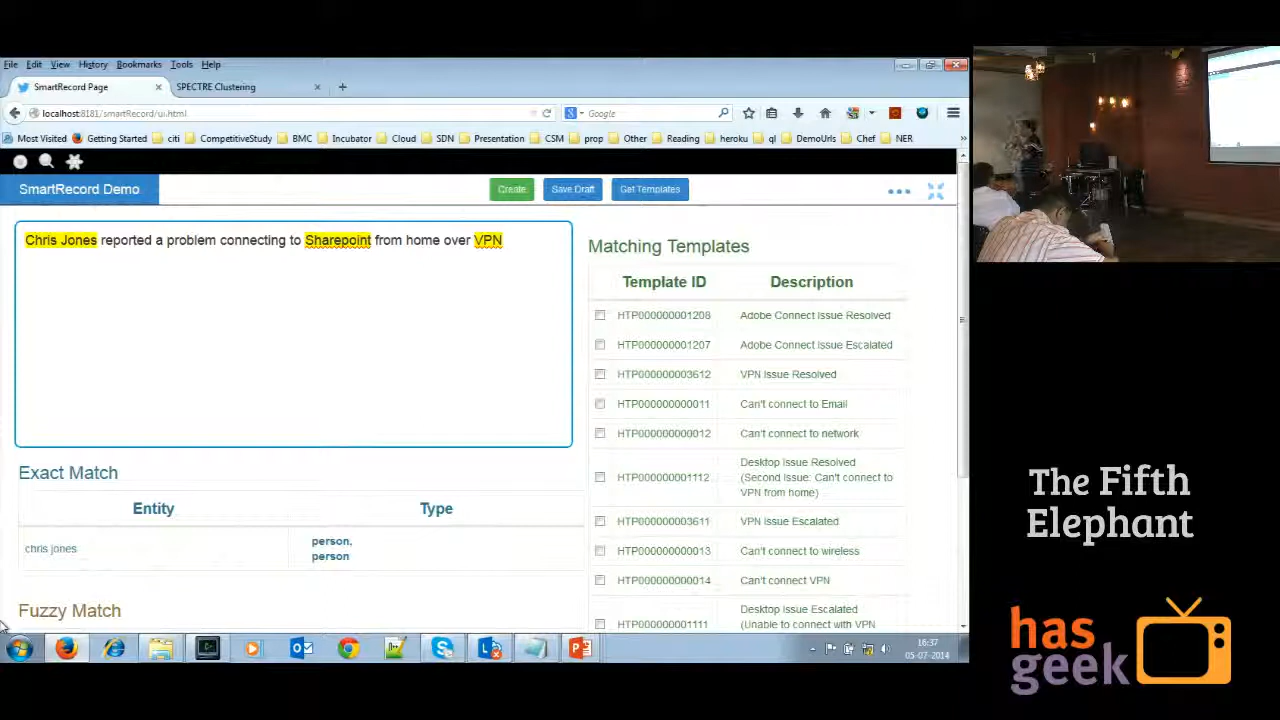 File Edit View History Bookmarks Tools Help
SmartRecord Page
SPECTRE Clustering
localhost:8181/smartRecord/ui.html
Google
Most Visited Getting Started citi CompetitiveStudy BMC Incubator Cloud SDN Presentation CSM prop Other Reading heroku ql DemoUrls Chef NER
SmartRecord Demo
Create
Save Draft
Get Templates
Chris Jones reported a problem connecting to Sharepoint from home over VPN
Matching Templates
Template ID Description
HTP000000001208 Adobe Connect Issue Resolved
HTP000000001207 Adobe Connect Issue Escalated
HTP000000003612 VPN Issue Resolved
HTP000000000011 Can't connect to Email
HTP000000000012 Can't connect to network
Desktop Issue Resolved
HTP000000001112 (Second Issue: Can't connect to
VPN from home)
HTP000000003611 VPN Issue Escalated
HTP000000000013 Can't connect to wireless
HTP000000000014 Can't connect VPN
Desktop Issue Escalated
HTP000000001111 (Unable to connect with VPN
Exact Match
Entity Type
chris jones person,
person
Fuzzy Match
16:37
05-07-2014
The Fifth
Elephant
has
geek